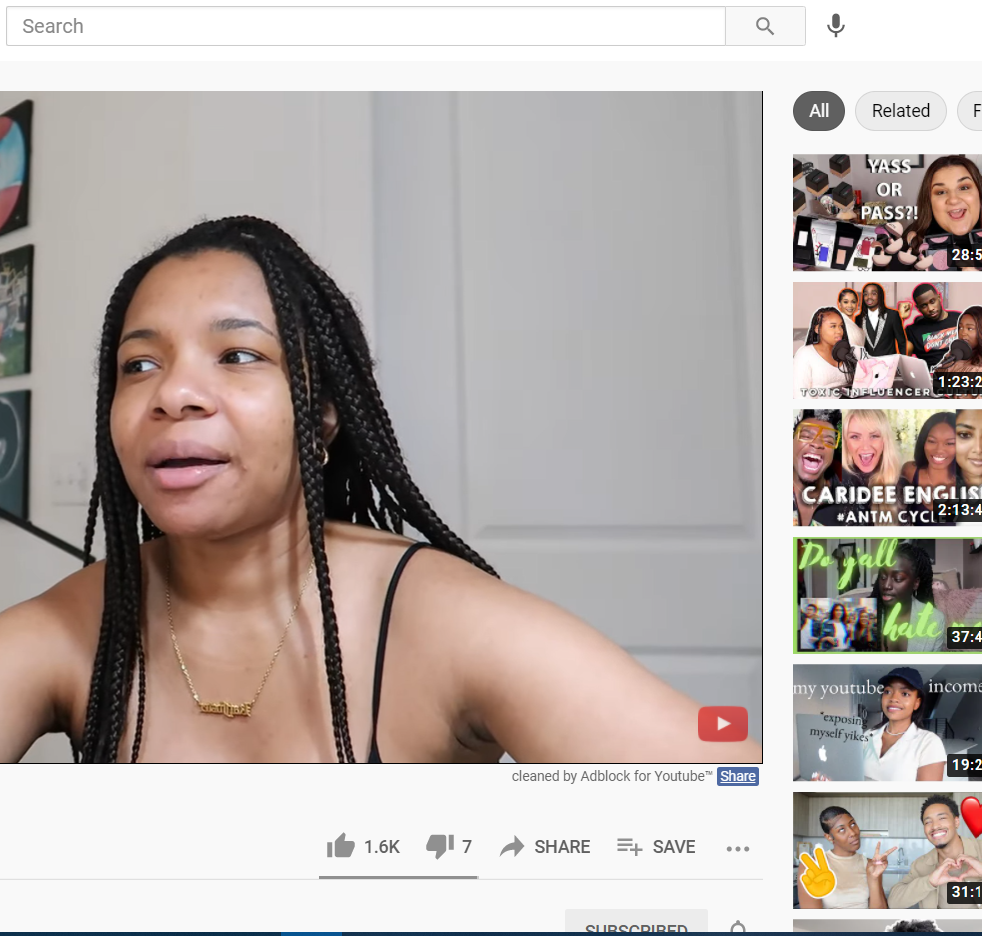 Search
All
Related
F
YASS
OR
PASS?!
28:5
1:23:2
TOXIC INFLUENCER
CARIDEE ENGLIS
2:13:4
#ANTM CYCL
Do y'all
hate
37:4
my youtube income
*exposin
myself yikes*
19:2
31:1
cleaned by Adblock for Youtube™ Share
1.6K
7
SHARE
SAVE
SUBSCRIBED